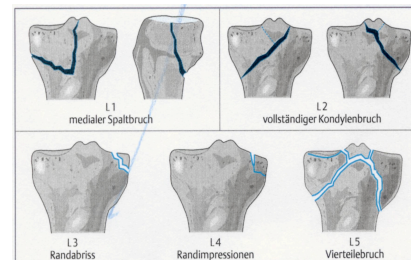 L 1
medialer Spaltbruch
L 2
vollständiger Kondylenbruch
L 3
Randabriss
L 4
Randimpressionen
L 5
Vierteilebruch